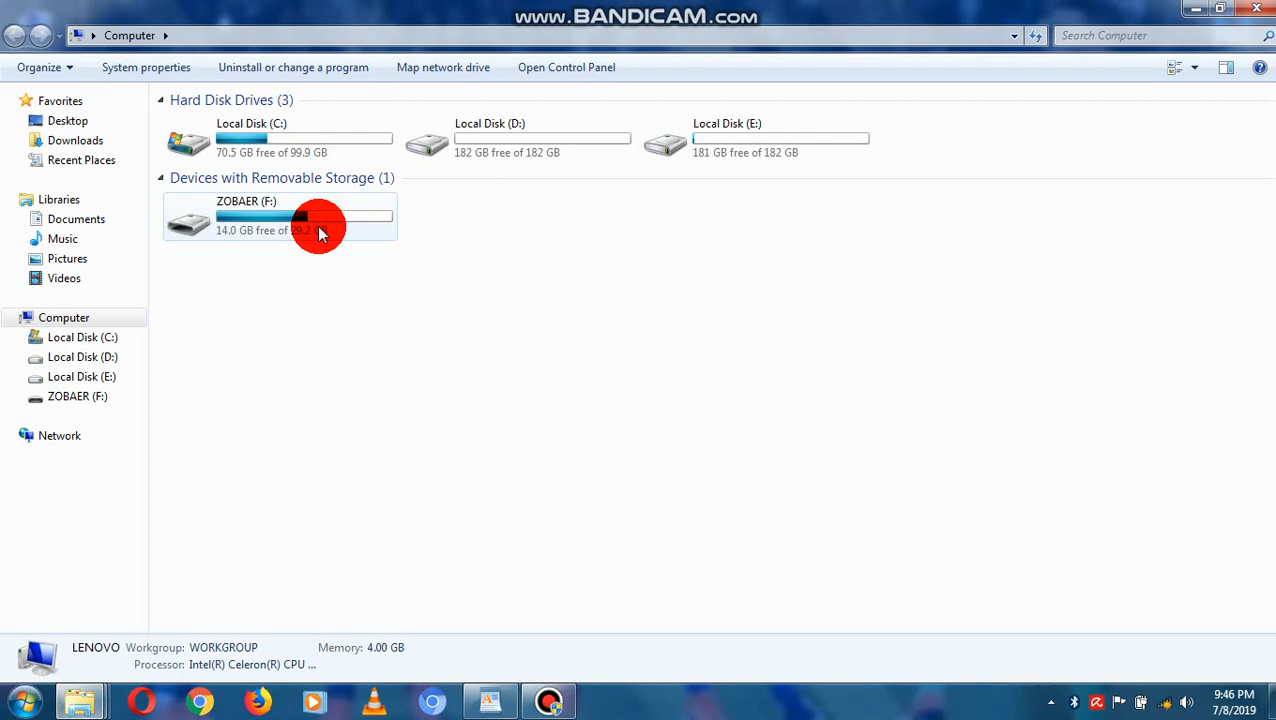 www.BANDICAM.com
Computer
Search Computer
Organize
System properties
Uninstall or change a program
Map network drive
Open Control Panel
Favorites
Desktop
Downloads
Recent Places
Libraries
Documents
Music
Pictures
Videos
Computer
Local Disk (C:)
Local Disk (D:)
Local Disk (E:)
ZOBAER (F:)
Network
Hard Disk Drives (3)
Local Disk (C:)
70.5 GB free of 99.9 GB
Local Disk (D:)
182 GB free of 182 GB
Local Disk (E:)
181 GB free of 182 GB
Devices with Removable Storage (1)
ZOBAER (F:)
14.0 GB free of 29.2 GB
LENOVO Workgroup: WORKGROUP Memory: 4.00 GB
Processor: Intel(R) Celeron(R) CPU ...
9:46 PM
7/8/2019